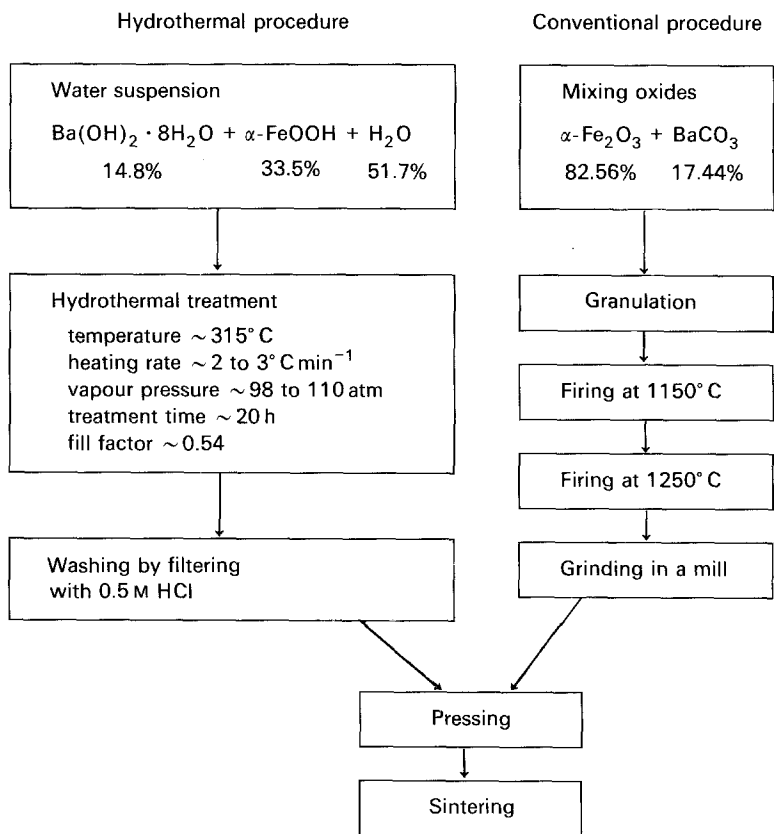 Hydrothermal procedure
Water suspension
Ba(OH)₂ · 8H₂O + α-FeOOH + H₂O
14.8% 33.5% 51.7%
Hydrothermal treatment
temperature ~315°C
heating rate ~2 to 3°C min⁻¹
vapour pressure ~98 to 110 atm
treatment time ~20 h
fill factor ~0.54
Washing by filtering
with 0.5 M HCl
Conventional procedure
Mixing oxides
α-Fe₂O₃ + BaCO₃
82.56% 17.44%
Granulation
Firing at 1150°C
Firing at 1250°C
Grinding in a mill
Pressing
Sintering